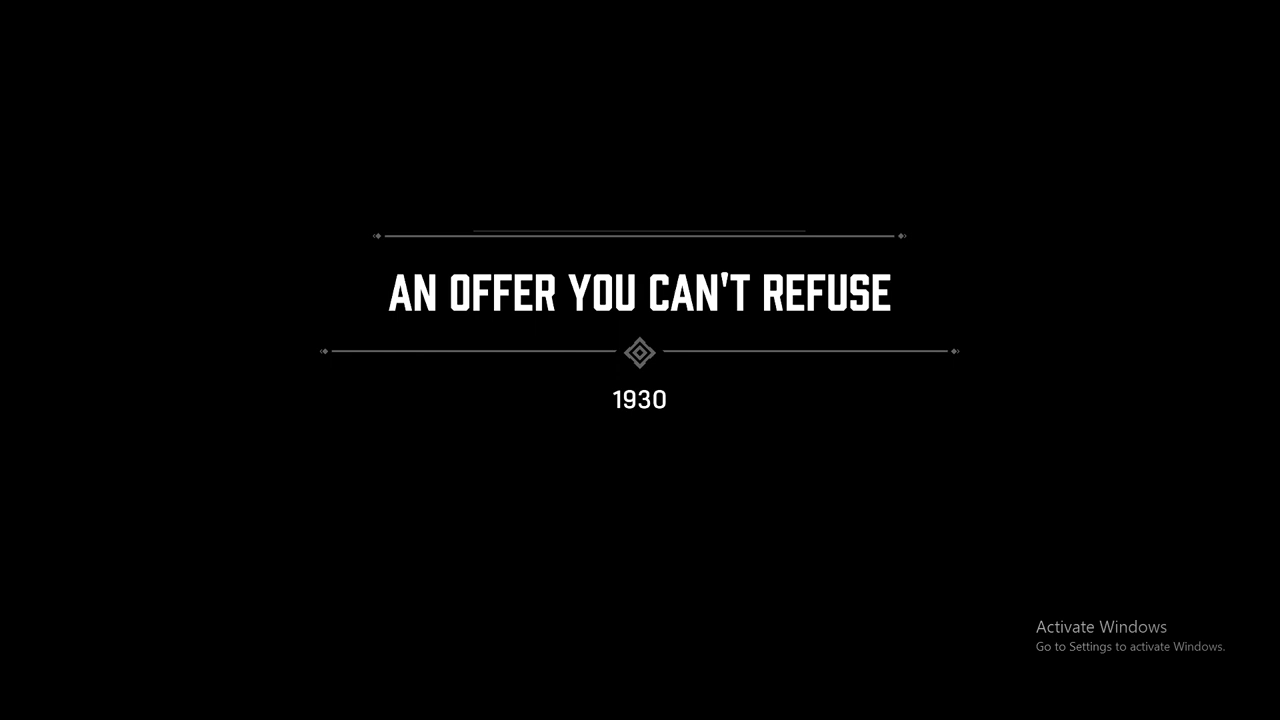 AN OFFER YOU CAN'T REFUSE
1930
Activate Windows
Go to Settings to activate Windows.